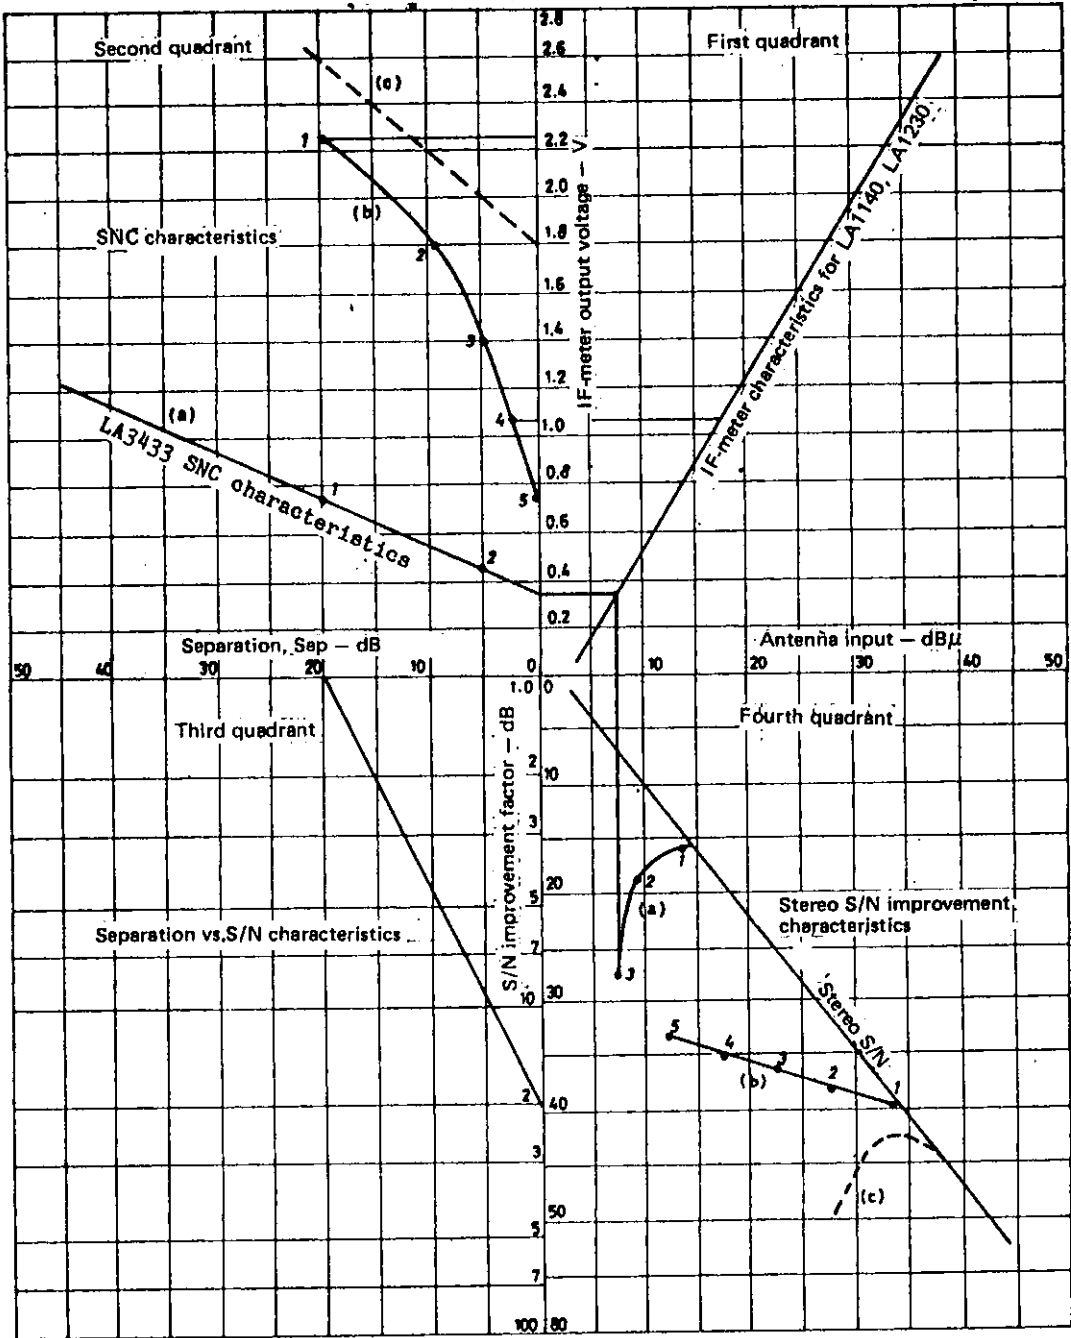 Second quadrant
First quadrant
2.8
2.6
2.4
2.2
2.0
1.8
1.6
1.4
1.2
1.0
0.8
0.6
0.4
0.2
IF-meter output voltage – V
(c)
1
(b)
2
3
4
5
SNC characteristics
(a)
LA3433 SNC characteristics
1
2
IF-meter characteristics for LA1140, LA1230
Separation, Sap – dB
Antenna input – dBμ
50
40
30
20
10
0
10
20
30
40
50
1.0 0
Third quadrant
Fourth quadrant
S/N improvement factor – dB
2
10
3
20
5
7
10
30
2
40
3
50
5
7
100
80
Separation vs. S/N characteristics
1
2
(a)
3
Stereo S/N improvement
characteristics
Stereo S/N
5
4
3
(b)
2
1
(c)